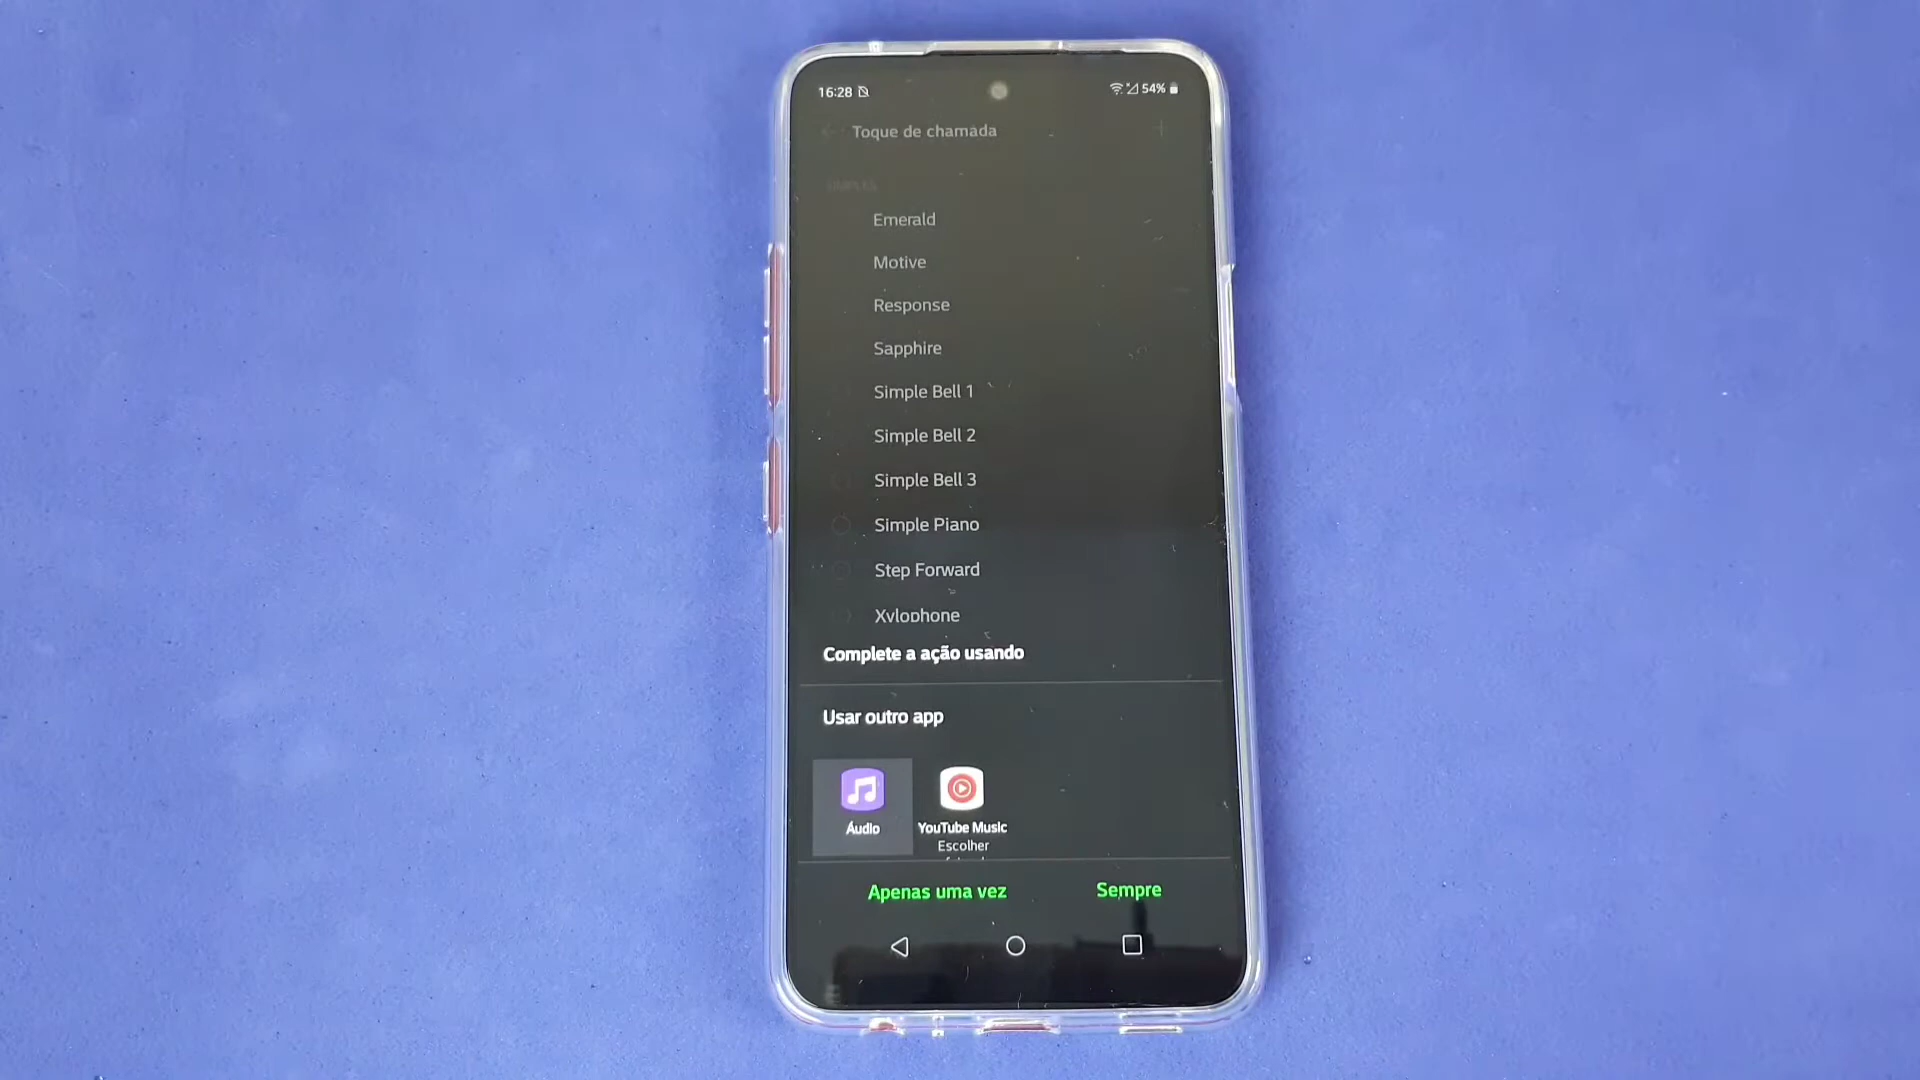 16:28 54%
Toque de chamada
SIMPLES
Emerald
Motive
Response
Sapphire
Simple Bell 1
Simple Bell 2
Simple Bell 3
Simple Piano
Step Forward
Xylophone
Complete a ação usando
Usar outro app
Áudio
YouTube Music
Escolher
Apenas uma vez
Sempre